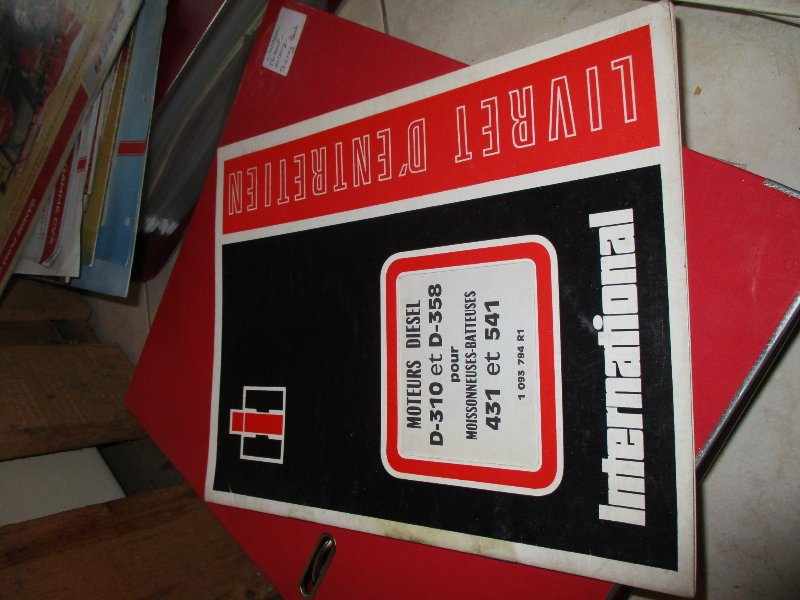 LIVRET D'ENTRETIEN
MOTEURS DIESEL
D-310 et D-358
pour
MOISSONNEUSES-BATTEUSES
431 et 541
1 093 794 R1
International